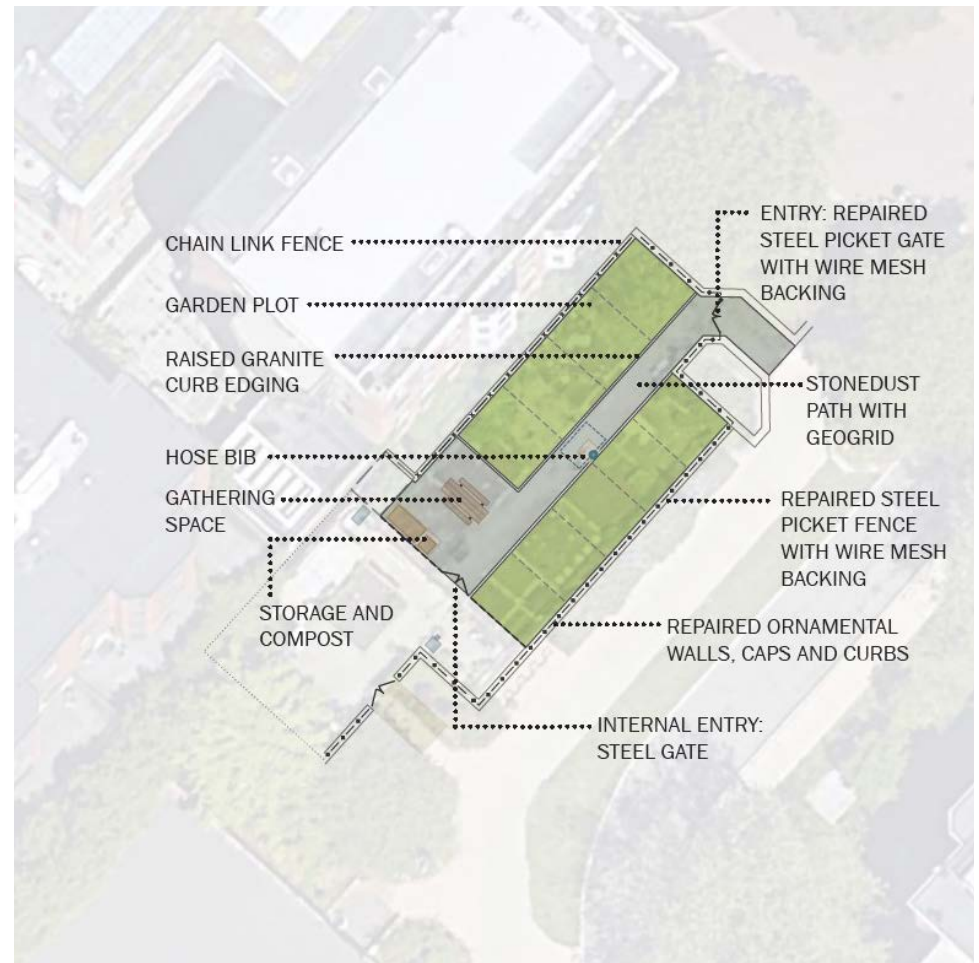 CHAIN LINK FENCE
GARDEN PLOT
RAISED GRANITE
CURB EDGING
HOSE BIB
GATHERING
SPACE
STORAGE AND
COMPOST
ENTRY: REPAIRED
STEEL PICKET GATE
WITH WIRE MESH
BACKING
STONEDUST
PATH WITH
GEOGRID
REPAIRED STEEL
PICKET FENCE
WITH WIRE MESH
BACKING
REPAIRED ORNAMENTAL
WALLS, CAPS AND CURBS
INTERNAL ENTRY:
STEEL GATE